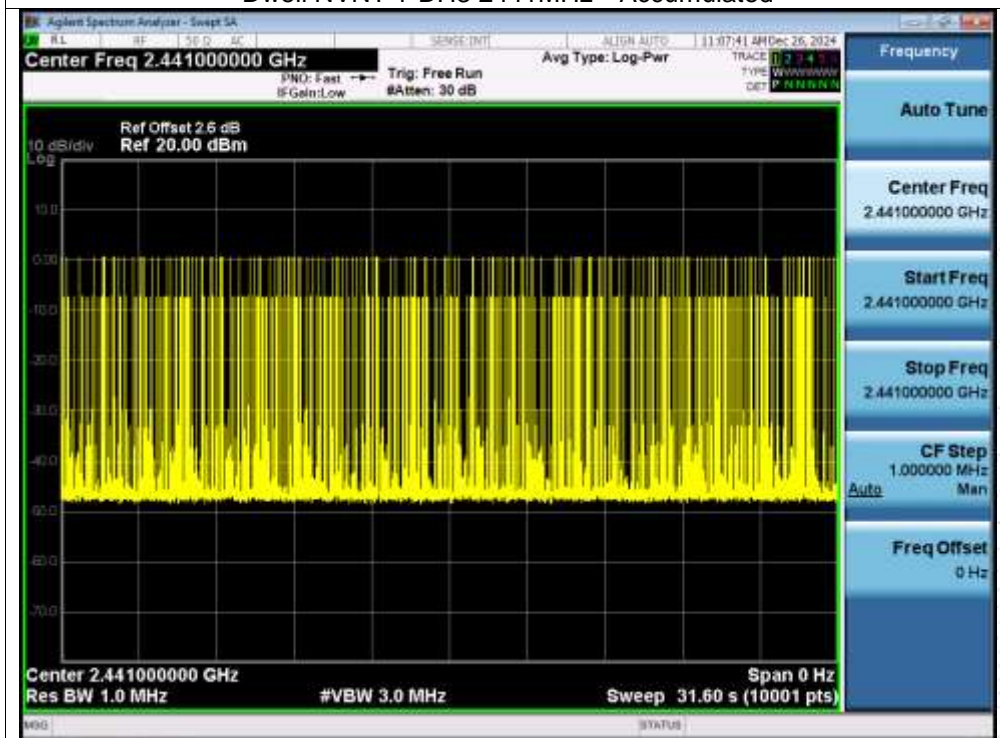 Agilent Spectrum Analyzer - Swept SA
RL RF 50 Ω AC SENSE:INT ALIGN AUTO 11:07:41 AM Dec 26, 2024
Center Freq 2.441000000 GHz
PNO: Fast
IFGain:Low
Trig: Free Run
#Atten: 30 dB
Avg Type: Log-Pwr
TRACE 1 2 3 4 5 6
TYPE WWWWWW
DET P N N N N N
Ref Offset 2.6 dB
10 dB/div Ref 20.00 dBm
Log
10.0
0.00
-10.0
-20.0
-30.0
-40.0
-50.0
-60.0
-70.0
Center 2.441000000 GHz Span 0 Hz
Res BW 1.0 MHz #VBW 3.0 MHz Sweep 31.60 s (10001 pts)
MSG STATUS
Frequency
Auto Tune
Center Freq
2.441000000 GHz
Start Freq
2.441000000 GHz
Stop Freq
2.441000000 GHz
CF Step
1.000000 MHz
Auto Man
Freq Offset
0 Hz